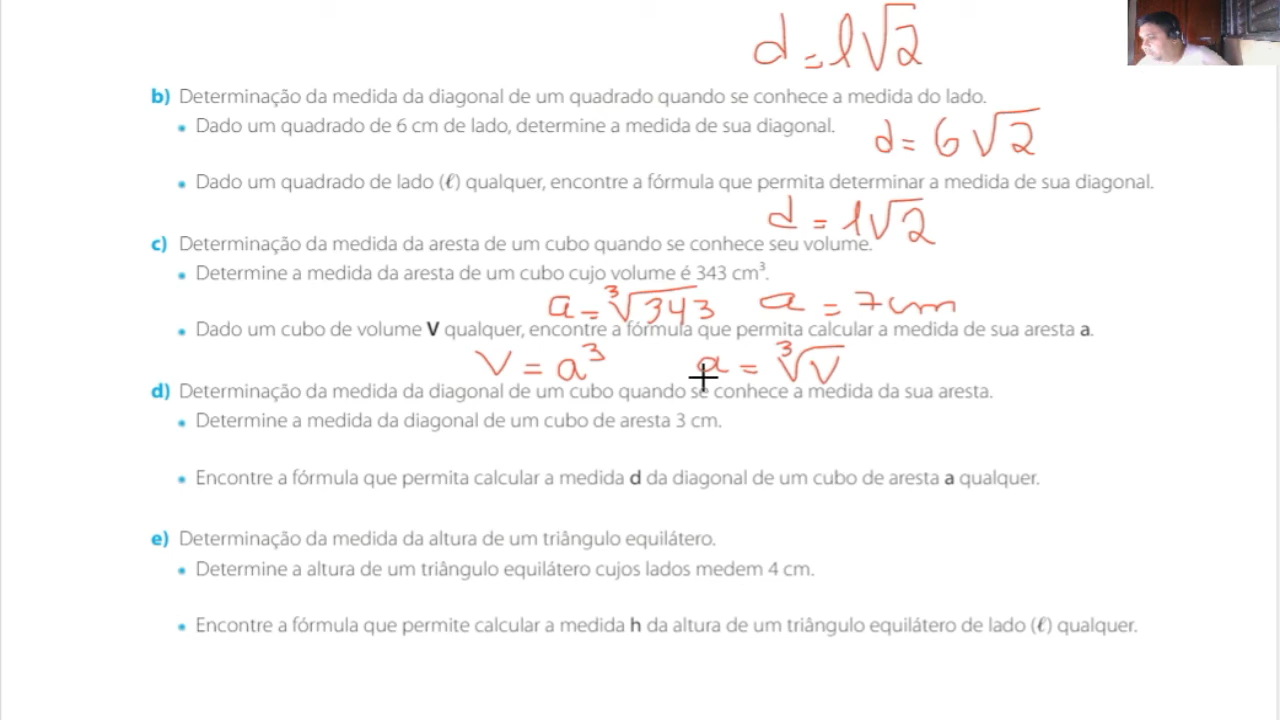 d = l√2
b) Determinação da medida da diagonal de um quadrado quando se conhece a medida do lado.
• Dado um quadrado de 6 cm de lado, determine a medida de sua diagonal.
d = 6√2
• Dado um quadrado de lado (ℓ) qualquer, encontre a fórmula que permita determinar a medida de sua diagonal.
d = l√2
c) Determinação da medida da aresta de um cubo quando se conhece seu volume.
• Determine a medida da aresta de um cubo cujo volume é 343 cm³.
a = ³√343 a = 7cm
• Dado um cubo de volume V qualquer, encontre a fórmula que permita calcular a medida de sua aresta a.
V = a³ a = ³√V
d) Determinação da medida da diagonal de um cubo quando se conhece a medida da sua aresta.
• Determine a medida da diagonal de um cubo de aresta 3 cm.
• Encontre a fórmula que permita calcular a medida d da diagonal de um cubo de aresta a qualquer.
e) Determinação da medida da altura de um triângulo equilátero.
• Determine a altura de um triângulo equilátero cujos lados medem 4 cm.
• Encontre a fórmula que permite calcular a medida h da altura de um triângulo equilátero de lado (ℓ) qualquer.